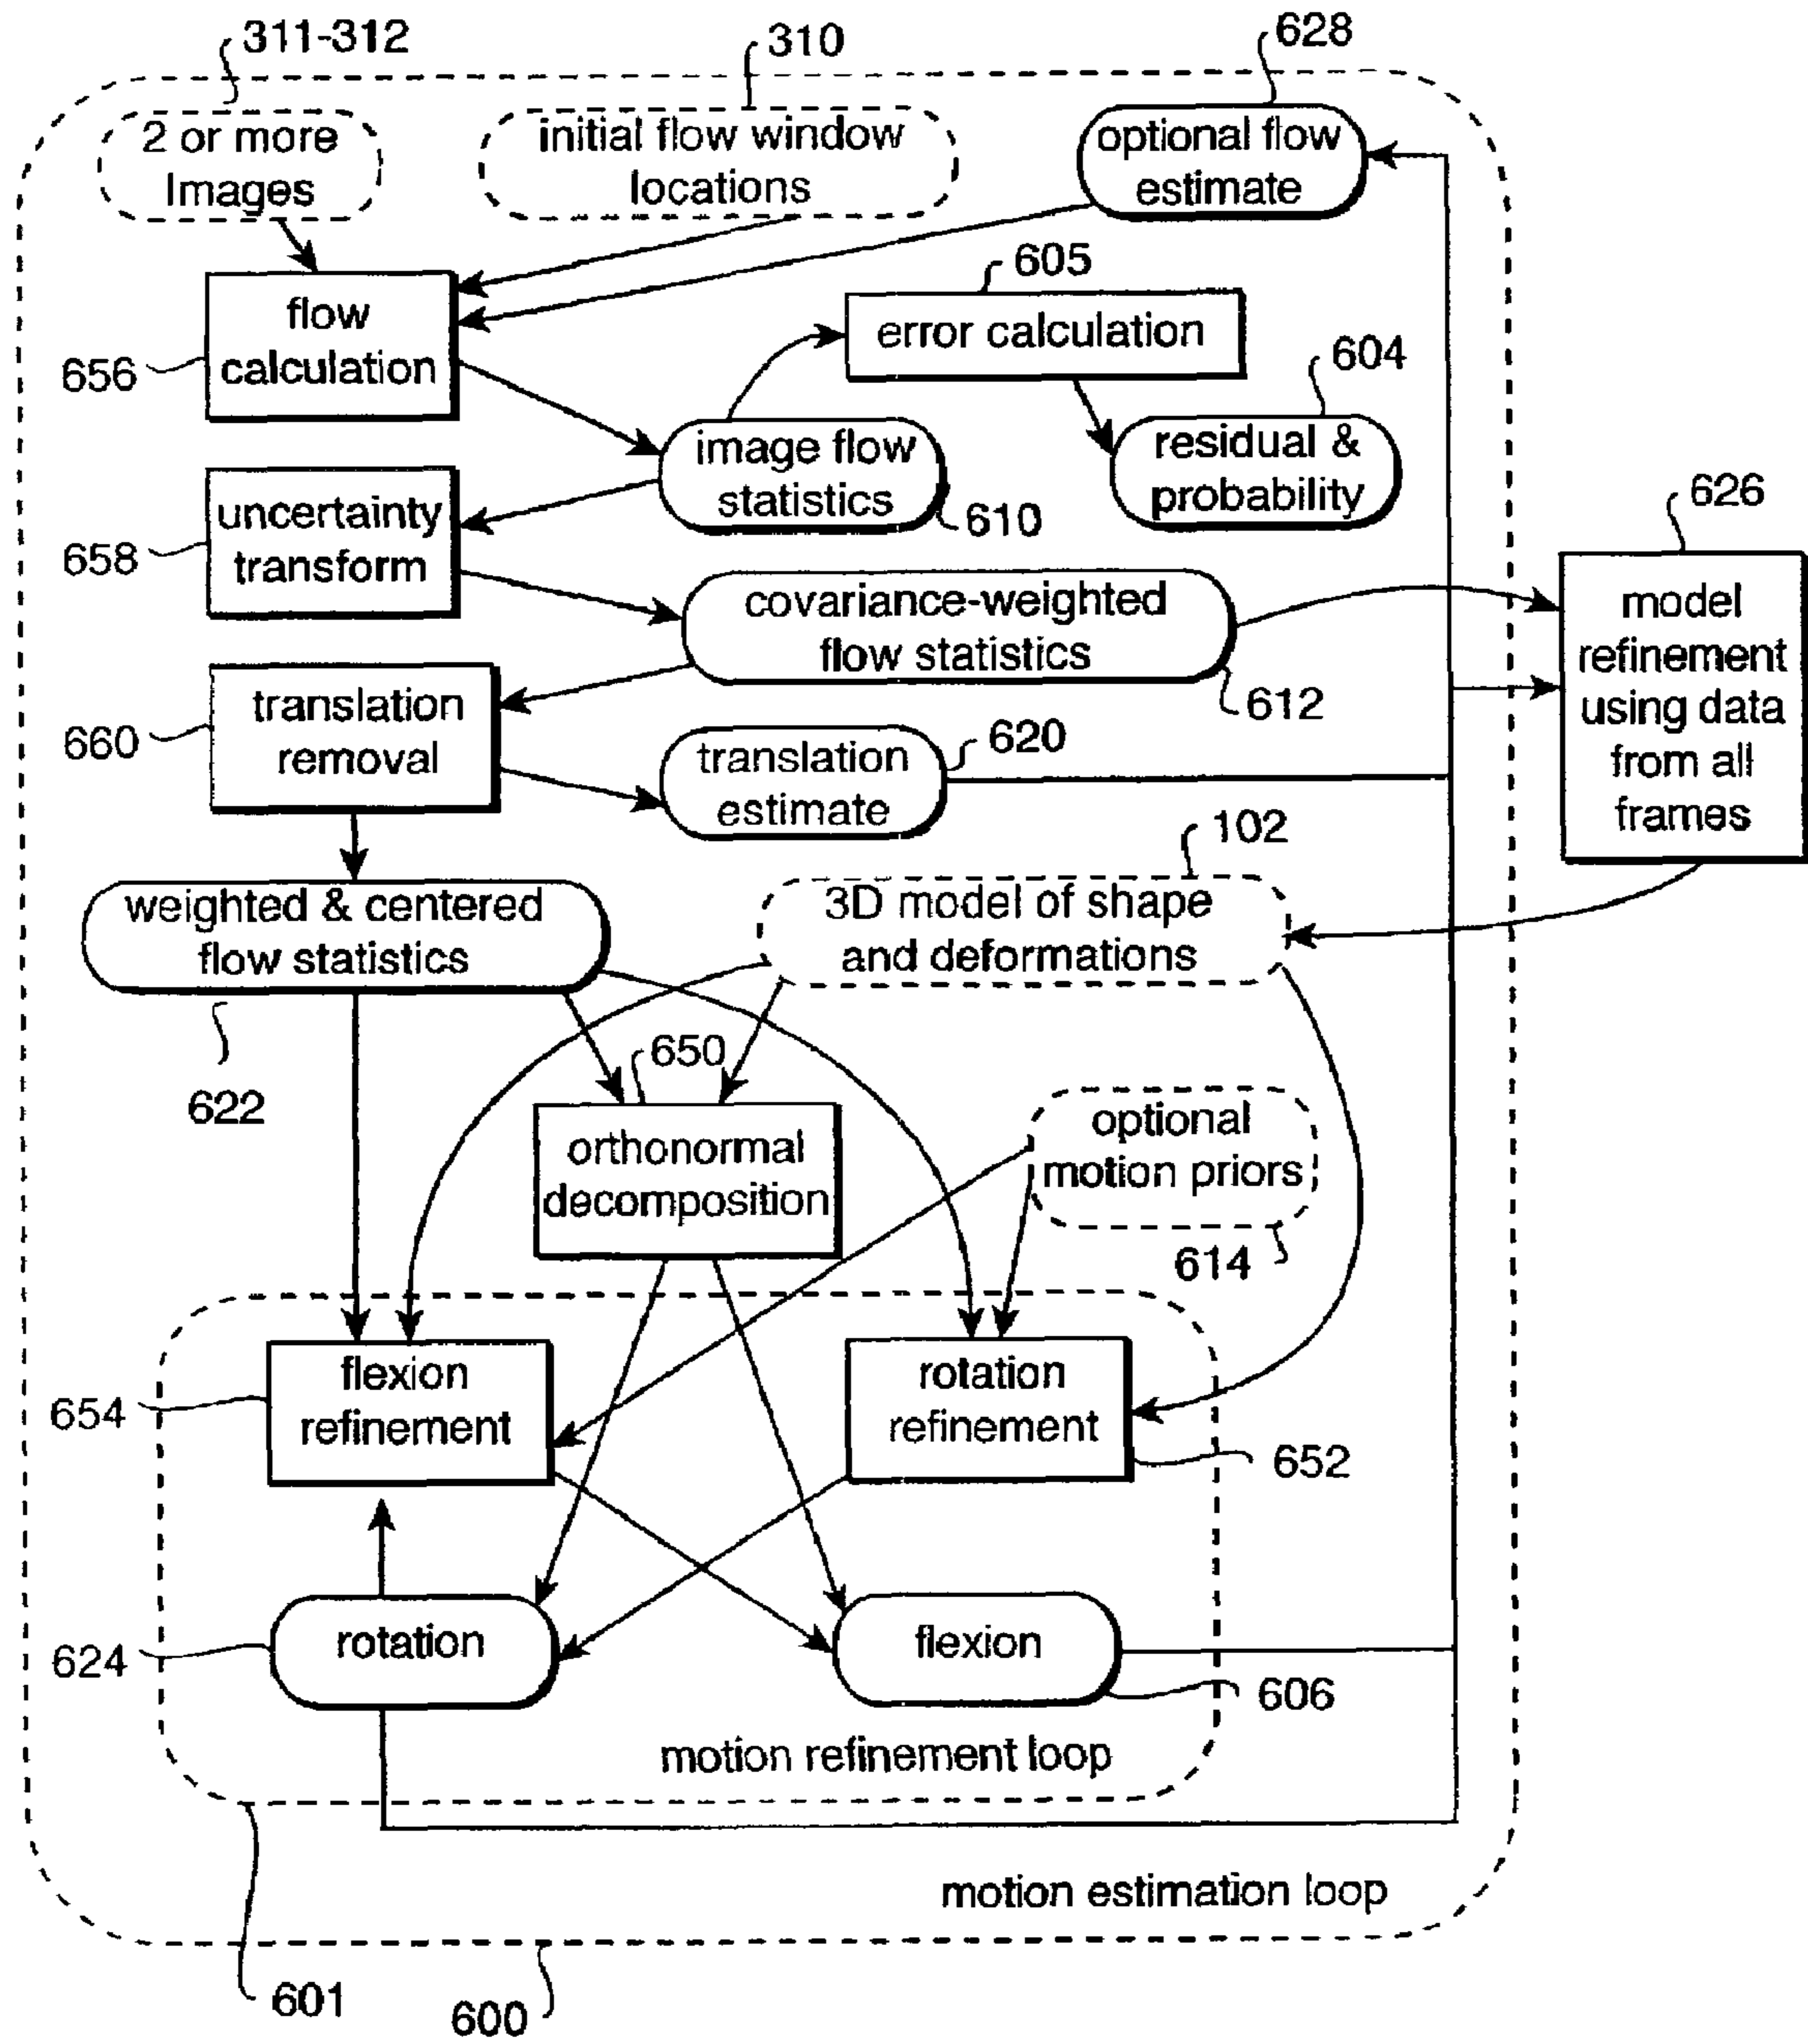 311-312
310
628
2 or more
Images
initial flow window
locations
optional flow
estimate
605
flow
calculation
656
error calculation
604
image flow
statistics
610
residual &
probability
626
uncertainty
transform
658
covariance-weighted
flow statistics
612
model
refinement
using data
from all
frames
translation
removal
660
620
translation
estimate
102
weighted & centered
flow statistics
622
3D model of shape
and deformations
650
orthonormal
decomposition
optional
motion priors
614
flexion
refinement
654
rotation
refinement
652
rotation
624
flexion
606
motion refinement loop
motion estimation loop
601
600